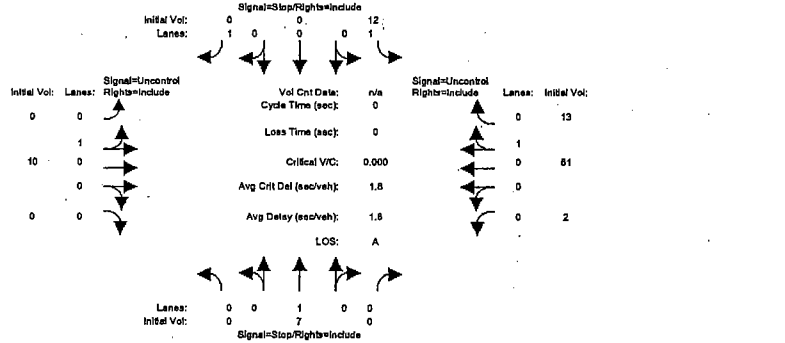 Signal=Stop/Rights=Include
Initial Vol: 0 0 12
Lanes: 1 0 0 0 1
Signal=Uncontrol
Rights=Include
Initial Vol: Lanes:
Vol Cnt Date: n/a
Cycle Time (sec): 0
Signal=Uncontrol
Rights=Include
Lanes: Initial Vol:
0 0
0 13
Loss Time (sec): 0
1
1
10 0
Critical V/C: 0.000
0 61
0
Avg Crit Del (sec/veh): 1.8
0
0 0
Avg Delay (sec/veh): 1.8
0 2
LOS: A
Lanes: 0 0 1 0 0
Initial Vol: 0 7 0
Signal=Stop/Rights=Include